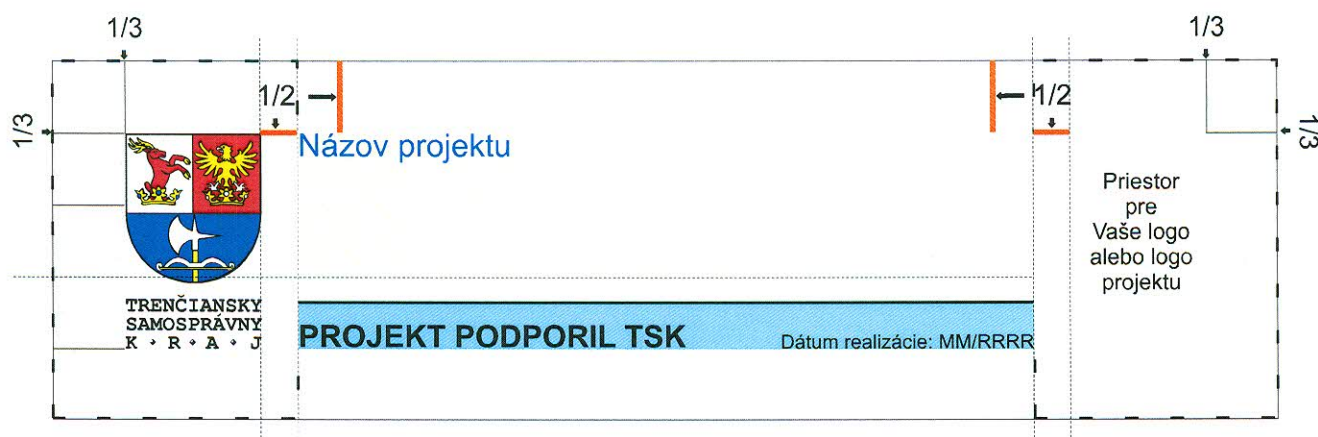 1/3
1/3
1/2
1/2
1/3
1/3
Názov projektu
Priestor
pre
Vaše logo
alebo logo
projektu
TRENČIANSKY
SAMOSPRÁVNY
K • R • A • J
PROJEKT PODPORIL TSK
Dátum realizácie: MM/RRRR